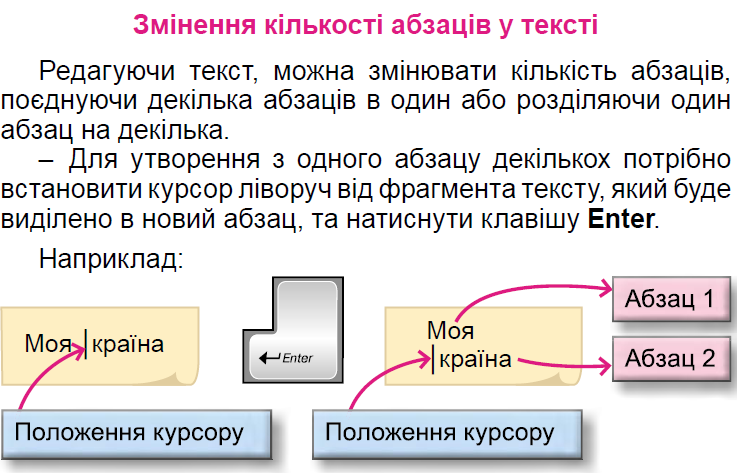 Змінення кількості абзаців у тексті
Редагуючи текст, можна змінювати кількість абзаців,
поєднуючи декілька абзаців в один або розділяючи один
абзац на декілька.
– Для утворення з одного абзацу декількох потрібно
встановити курсор ліворуч від фрагмента тексту, який буде
виділено в новий абзац, та натиснути клавішу Enter.
Наприклад:
Моя країна
Enter
Моя
країна
Абзац 1
Абзац 2
Положення курсору
Положення курсору